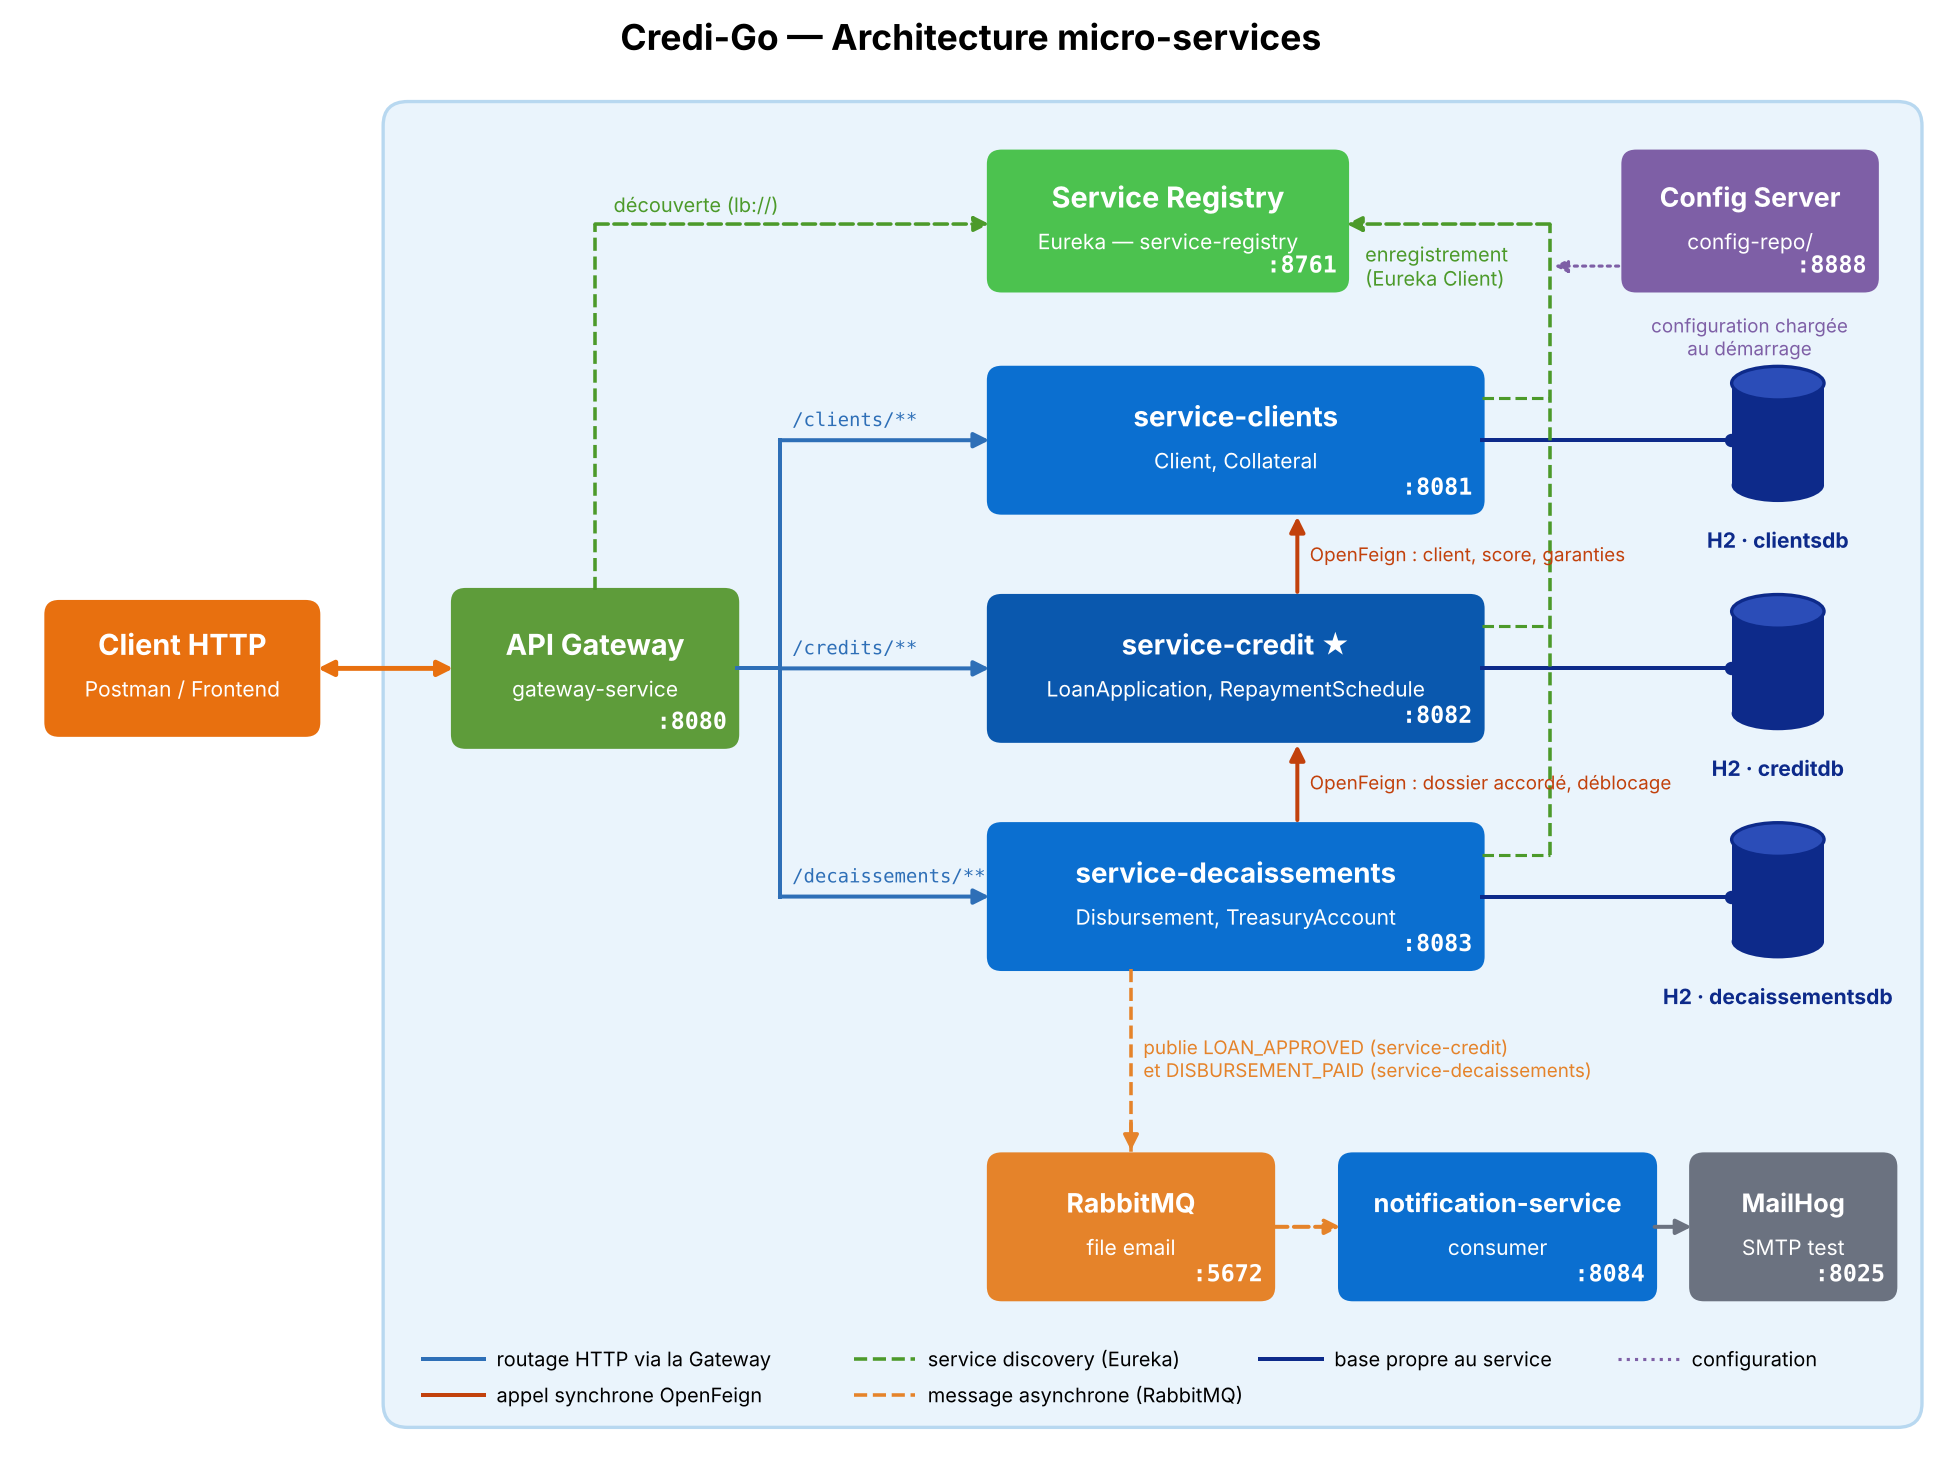 Credi-Go — Architecture micro-services
découverte (lb://)
Service Registry
Eureka — service-registry
:8761
enregistrement
(Eureka Client)
Config Server
config-repo/
:8888
configuration chargée
au démarrage
/clients/**
service-clients
Client, Collateral
:8081
H2 · clientsdb
OpenFeign : client, score, garanties
Client HTTP
Postman / Frontend
API Gateway
gateway-service
:8080
/credits/**
service-credit ★
LoanApplication, RepaymentSchedule
:8082
H2 · creditdb
OpenFeign : dossier accordé, déblocage
/decaissements/**
service-decaissements
Disbursement, TreasuryAccount
:8083
H2 · decaissementsdb
publie LOAN_APPROVED (service-credit)
et DISBURSEMENT_PAID (service-decaissements)
RabbitMQ
file email
:5672
notification-service
consumer
:8084
MailHog
SMTP test
:8025
routage HTTP via la Gateway
service discovery (Eureka)
base propre au service
configuration
appel synchrone OpenFeign
message asynchrone (RabbitMQ)